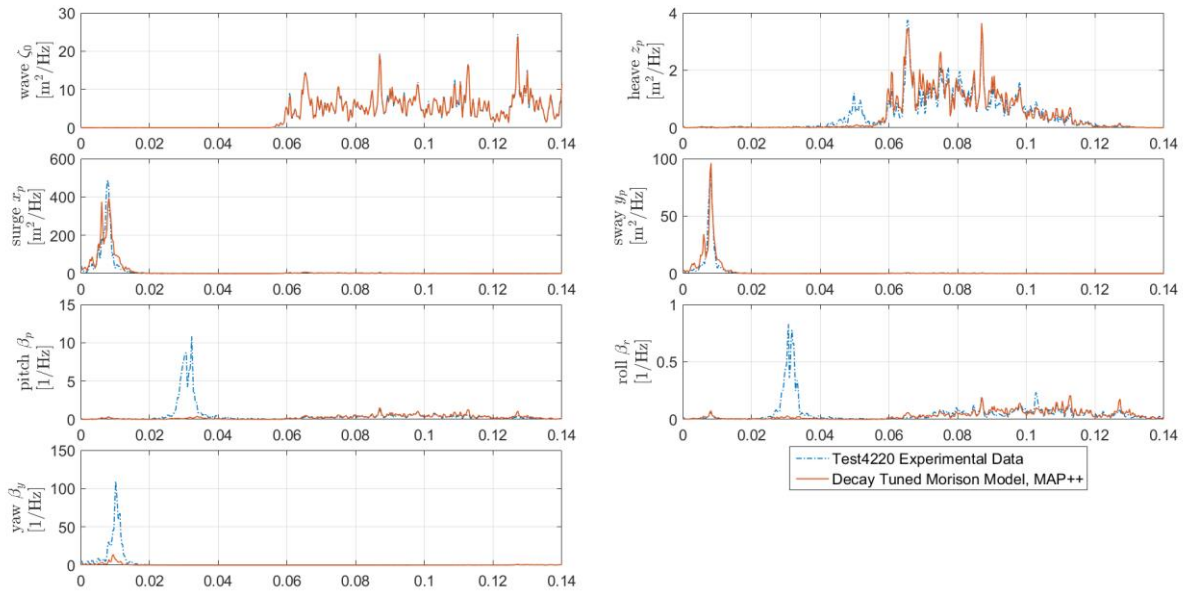 wave ζ₀
[m²/Hz]
30
20
10
0
0 0.02 0.04 0.06 0.08 0.1 0.12 0.14
heave z_p
[m²/Hz]
4
2
0
0 0.02 0.04 0.06 0.08 0.1 0.12 0.14
surge x_p
[m²/Hz]
600
400
200
0
0 0.02 0.04 0.06 0.08 0.1 0.12 0.14
sway y_p
[m²/Hz]
100
50
0
0 0.02 0.04 0.06 0.08 0.1 0.12 0.14
pitch β_p
[1/Hz]
15
10
5
0
0 0.02 0.04 0.06 0.08 0.1 0.12 0.14
roll β_r
[1/Hz]
1
0.5
0
0 0.02 0.04 0.06 0.08 0.1 0.12 0.14
Test4220 Experimental Data
Decay Tuned Morison Model, MAP++
yaw β_y
[1/Hz]
150
100
50
0
0 0.02 0.04 0.06 0.08 0.1 0.12 0.14